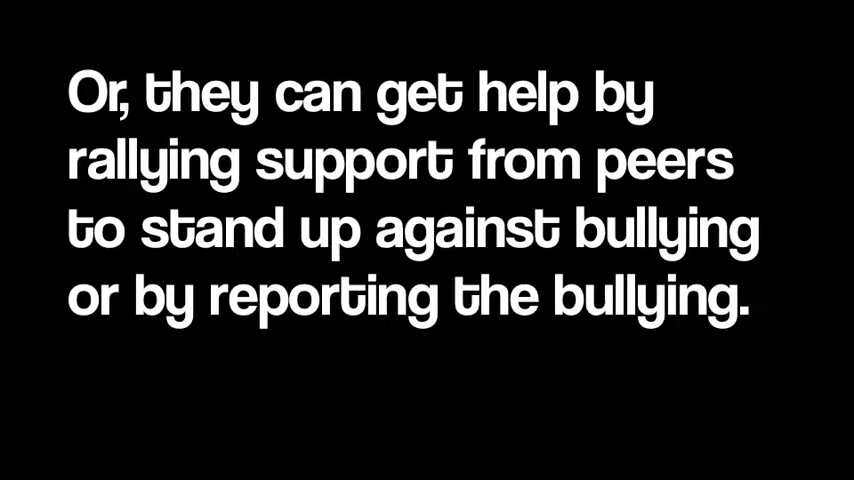 Or, they can get help by
rallying support from peers
to stand up against bullying
or by reporting the bullying.